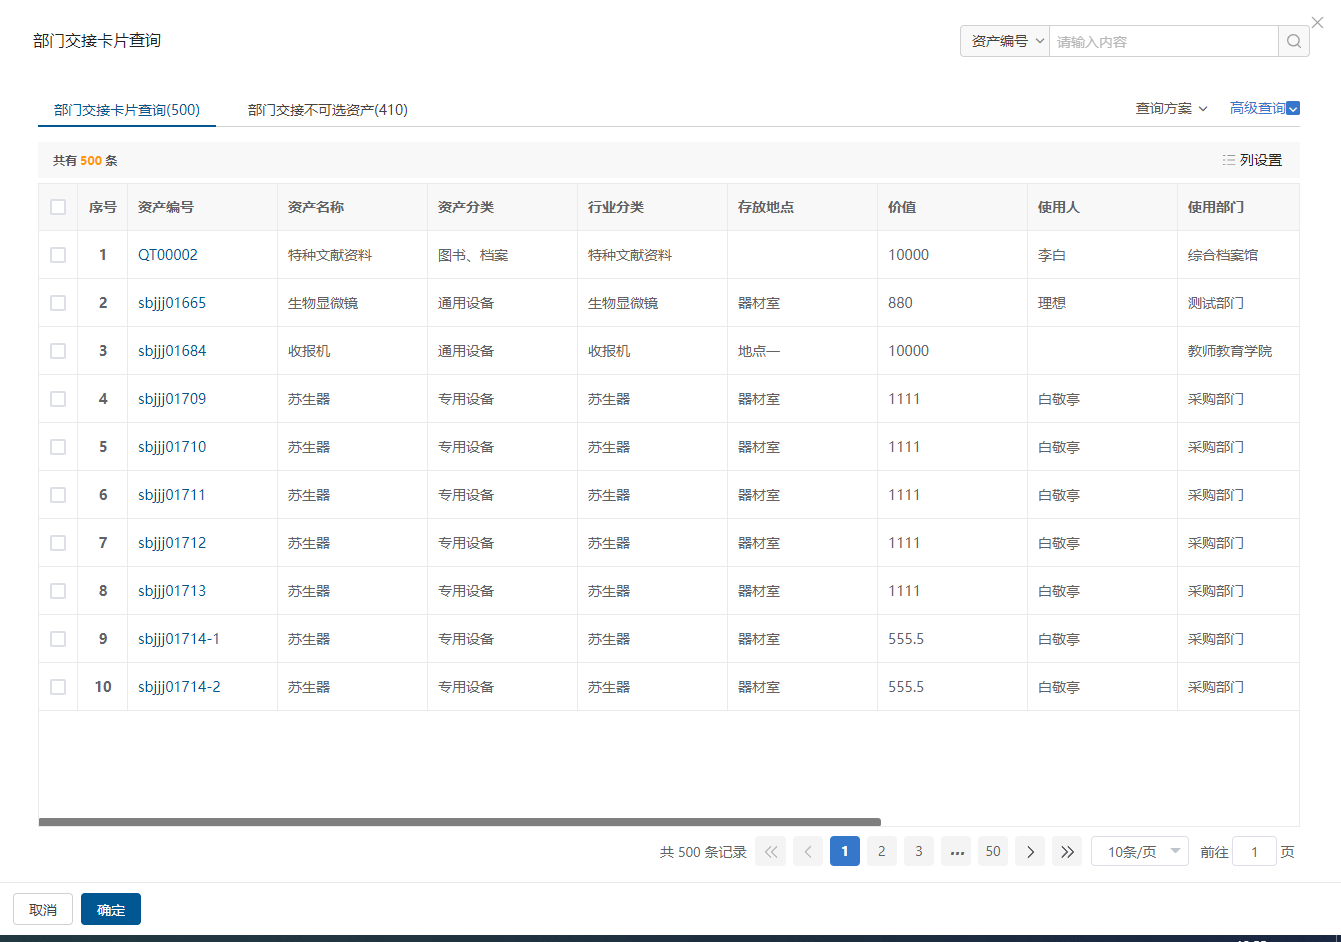 部门交接卡片查询
资产编号 请输入内容
部门交接卡片查询(500) 部门交接不可选资产(410) 查询方案 高级查询
共有 500 条 列设置
序号 资产编号 资产名称 资产分类 行业分类 存放地点 价值 使用人 使用部门
1 QT00002 特种文献资料 图书、档案 特种文献资料 10000 李白 综合档案馆
2 sbjjj01665 生物显微镜 通用设备 生物显微镜 器材室 880 理想 测试部门
3 sbjjj01684 收报机 通用设备 收报机 地点一 10000 教师教育学院
4 sbjjj01709 苏生器 专用设备 苏生器 器材室 1111 白敬亭 采购部门
5 sbjjj01710 苏生器 专用设备 苏生器 器材室 1111 白敬亭 采购部门
6 sbjjj01711 苏生器 专用设备 苏生器 器材室 1111 白敬亭 采购部门
7 sbjjj01712 苏生器 专用设备 苏生器 器材室 1111 白敬亭 采购部门
8 sbjjj01713 苏生器 专用设备 苏生器 器材室 1111 白敬亭 采购部门
9 sbjjj01714-1 苏生器 专用设备 苏生器 器材室 555.5 白敬亭 采购部门
10 sbjjj01714-2 苏生器 专用设备 苏生器 器材室 555.5 白敬亭 采购部门
共 500 条记录 1 2 3 ... 50 10条/页 前往 1 页
取消 确定